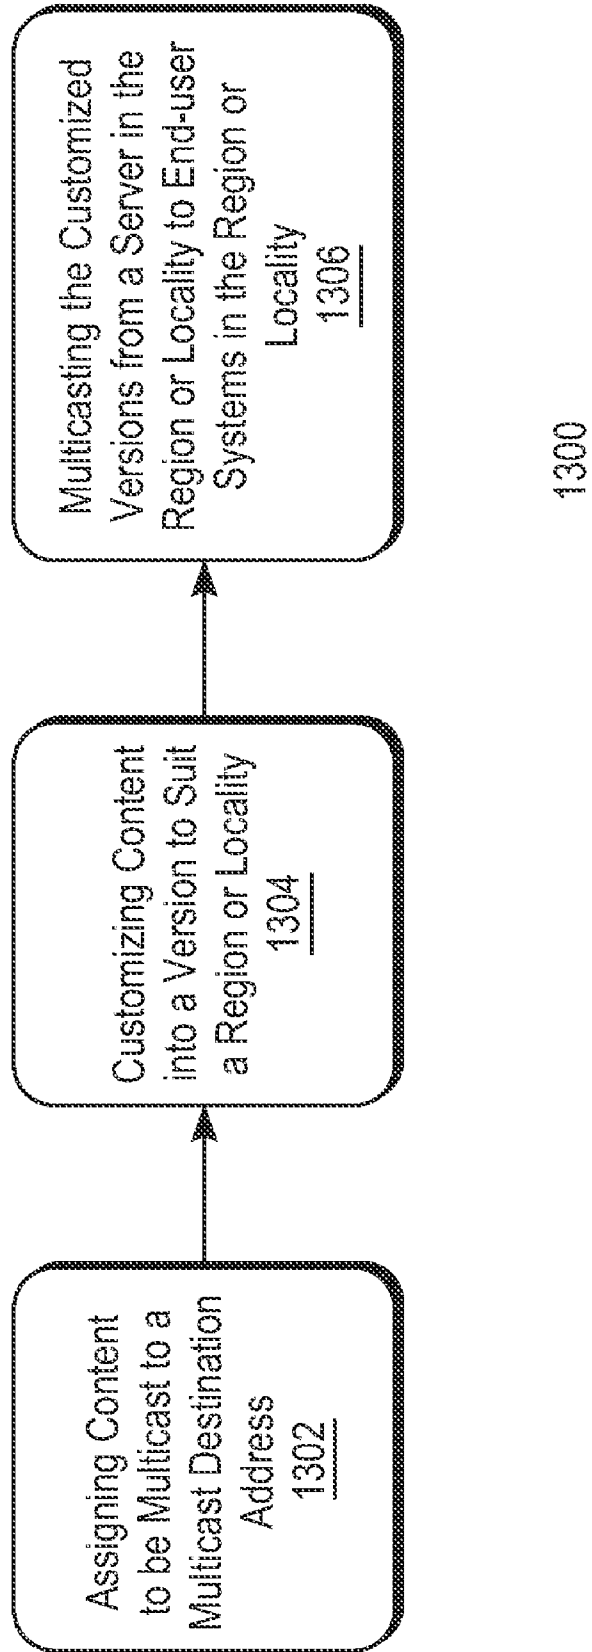 Assigning Content
to be Multicast to a
Multicast Destination
Address
1302
Customizing Content
into a Version to Suit
a Region or Locality
1304
Multicasting the Customized
Versions from a Server in the
Region or Locality to End-user
Systems in the Region or
Locality
1306
1300